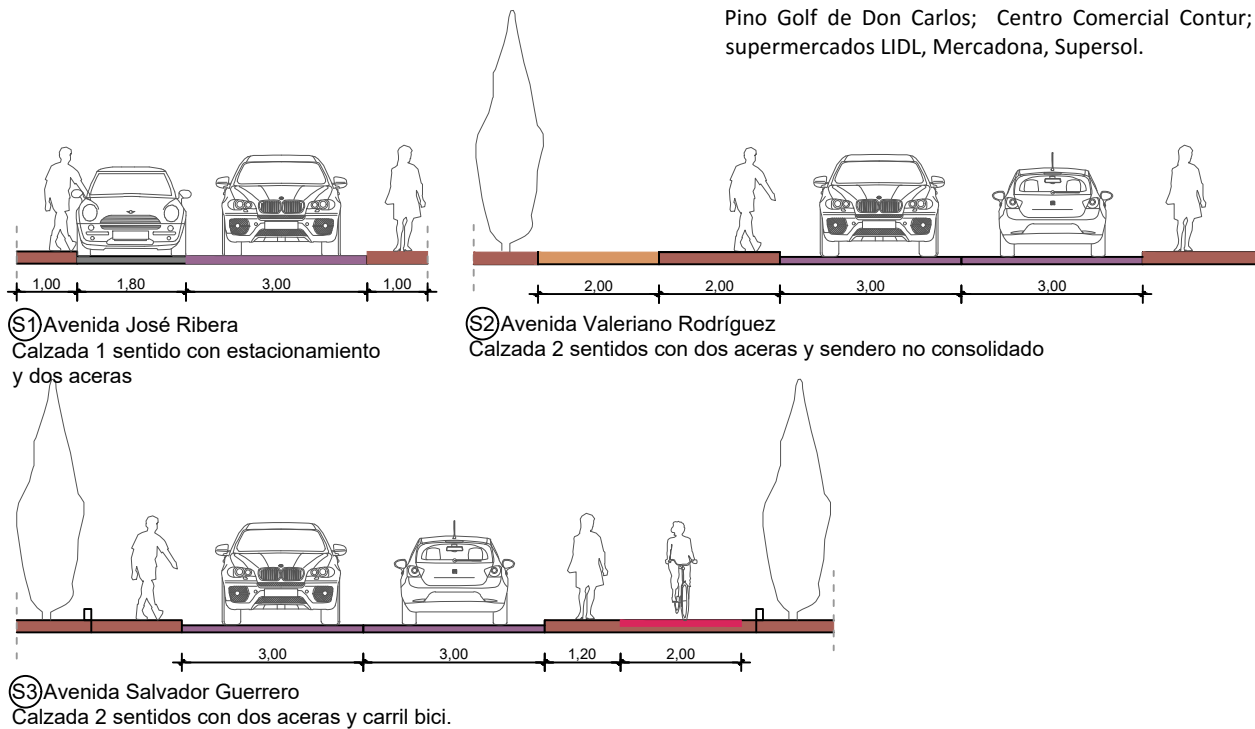 Pino Golf de Don Carlos; Centro Comercial Contur;
supermercados LIDL, Mercadona, Supersol.
1,00 1,80 3,00 1,00
S1 Avenida José Ribera
Calzada 1 sentido con estacionamiento
y dos aceras
2,00 2,00 3,00 3,00
S2 Avenida Valeriano Rodríguez
Calzada 2 sentidos con dos aceras y sendero no consolidado
3,00 3,00 1,20 2,00
S3 Avenida Salvador Guerrero
Calzada 2 sentidos con dos aceras y carril bici.